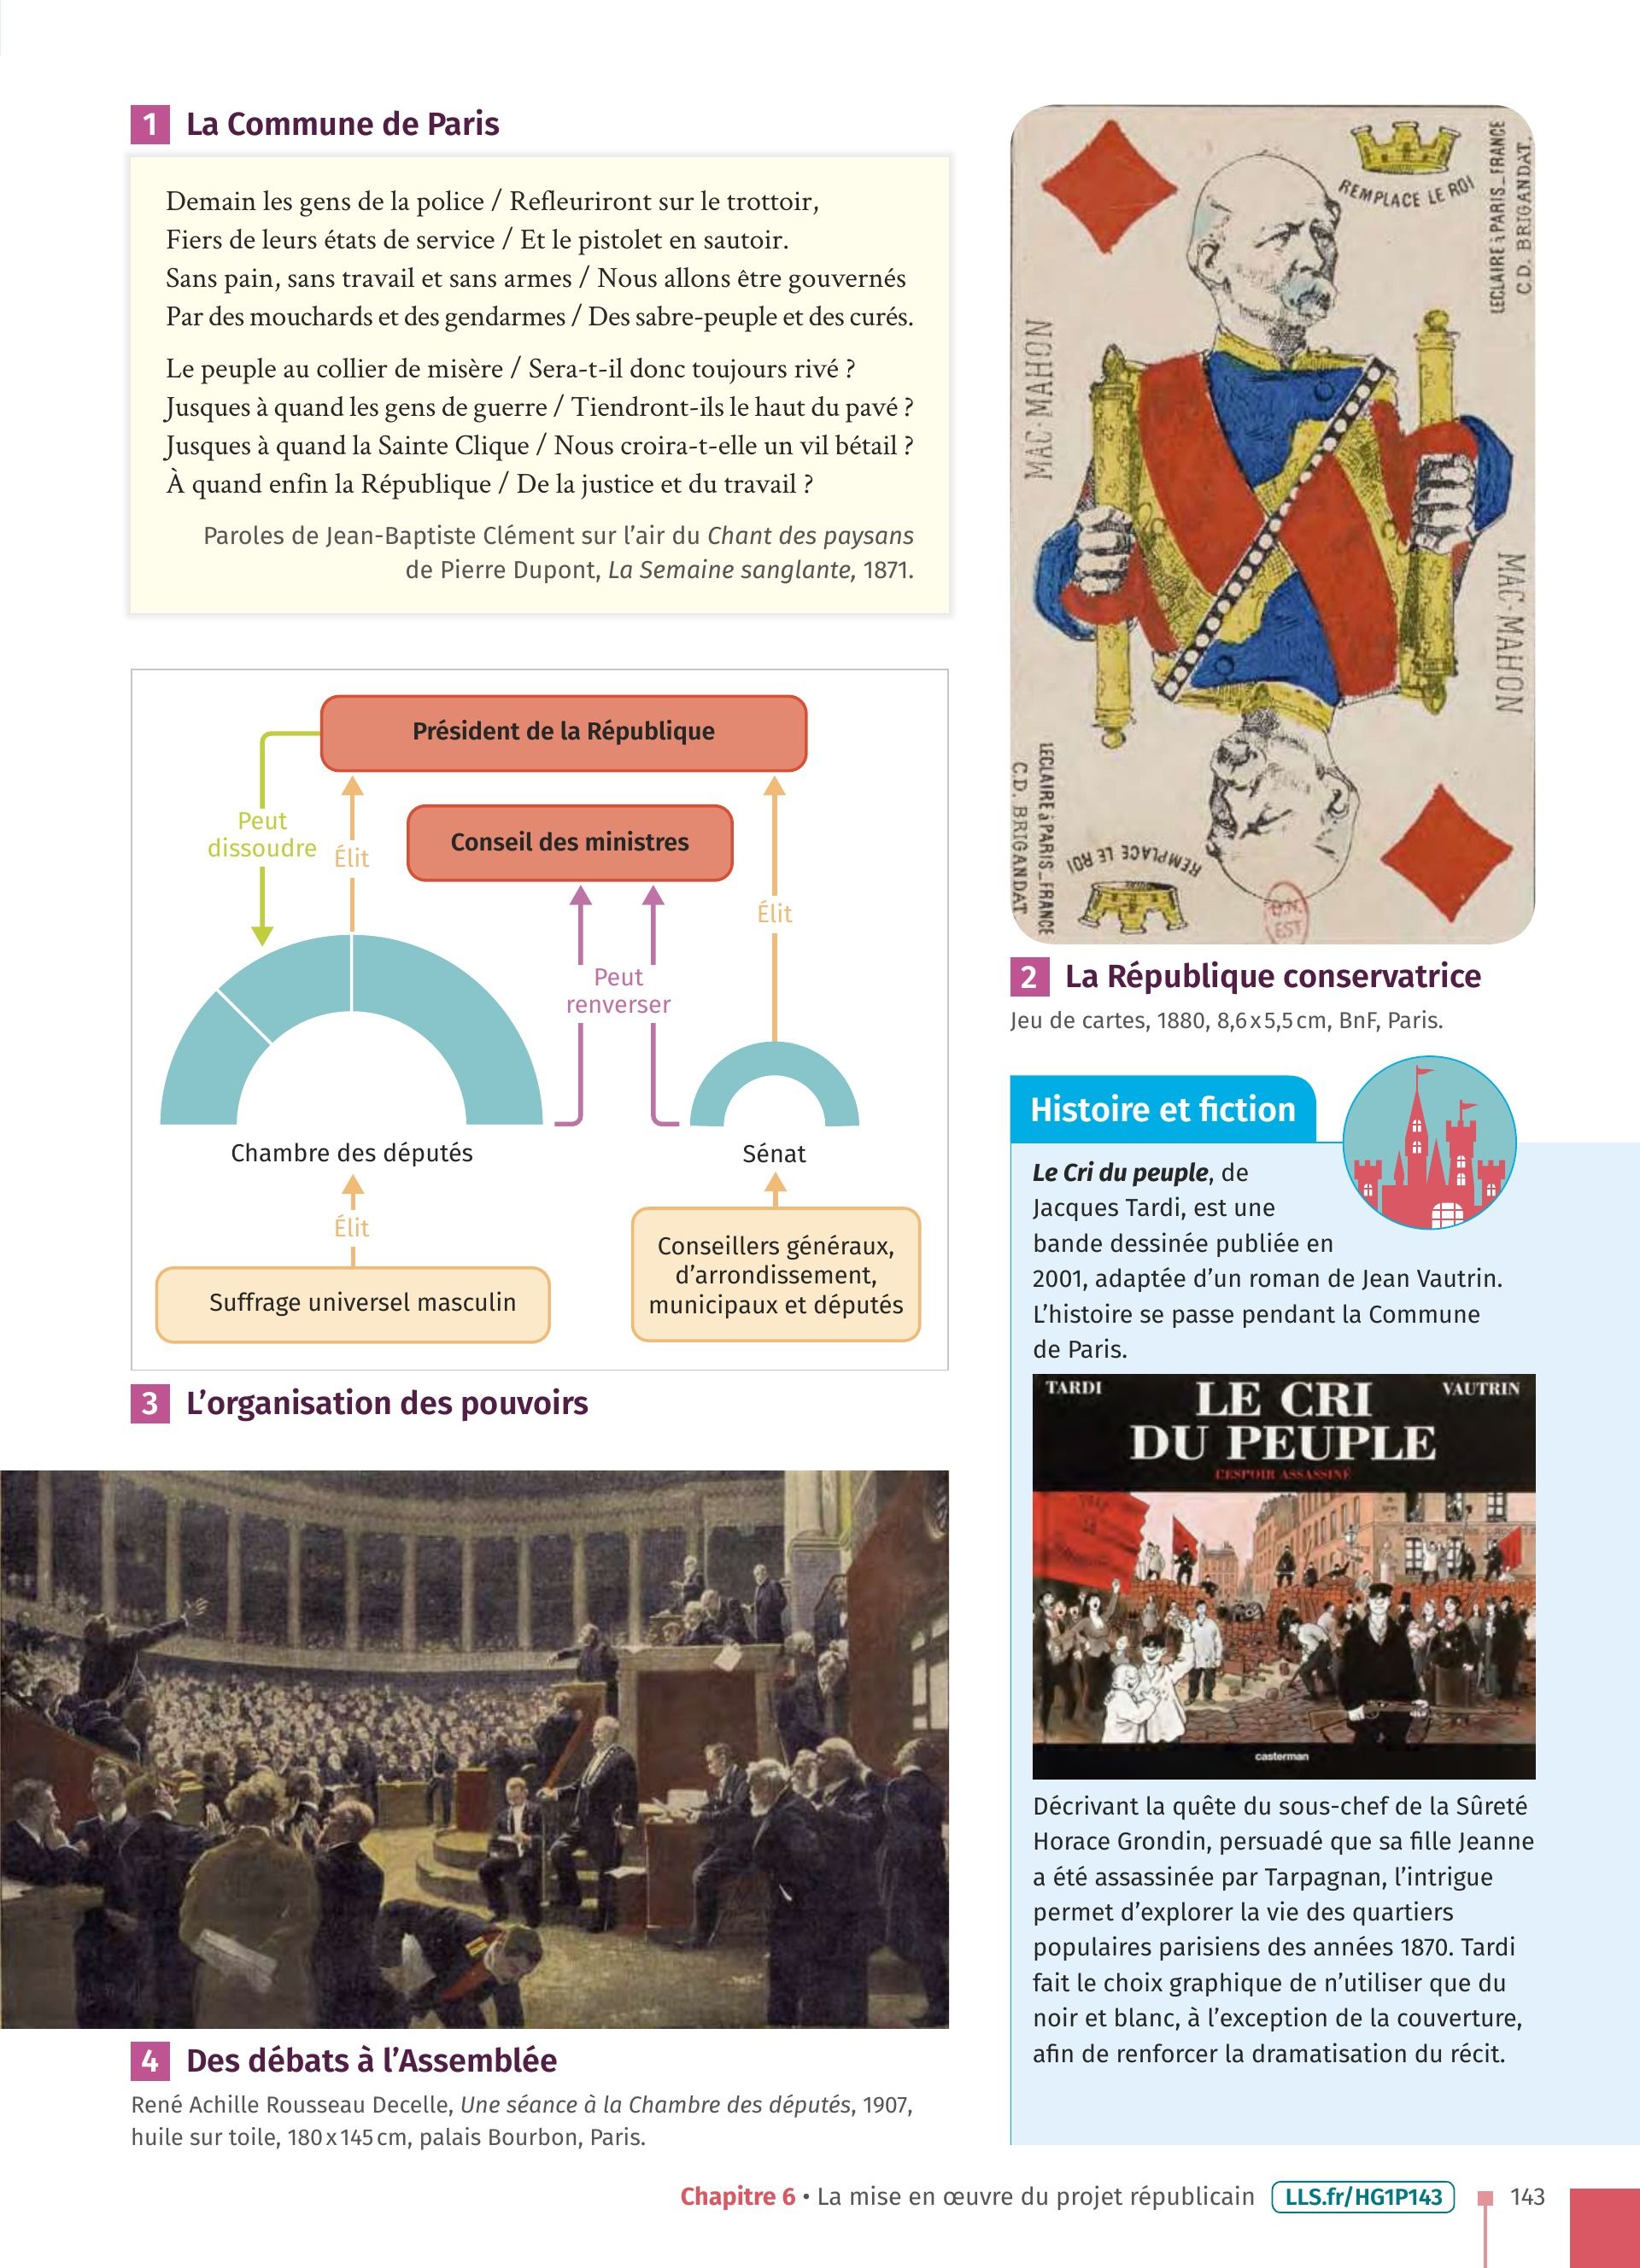 1 La Commune de Paris
Demain les gens de la police / Refleuriront sur le trottoir,
Fiers de leurs états de service / Et le pistolet en sautoir.
Sans pain, sans travail et sans armes / Nous allons être gouvernés
Par des mouchards et des gendarmes / Des sabre-peuple et des curés.
Le peuple au collier de misère / Sera-t-il donc toujours rivé ?
Jusques à quand les gens de guerre / Tiendront-ils le haut du pavé ?
Jusques à quand la Sainte Clique / Nous croira-t-elle un vil bétail ?
À quand enfin la République / De la justice et du travail ?
Paroles de Jean-Baptiste Clément sur l’air du Chant des paysans
de Pierre Dupont, La Semaine sanglante, 1871.
Président de la République
Conseil des ministres
Peut
dissoudre
Élit
Élit
Peut
renverser
Chambre des députés
Sénat
Élit
Suffrage universel masculin
Conseillers généraux,
d’arrondissement,
municipaux et députés
3 L’organisation des pouvoirs
4 Des débats à l’Assemblée
René Achille Rousseau Decelle, Une séance à la Chambre des députés, 1907,
huile sur toile, 180 x 145 cm, palais Bourbon, Paris.
REMPLACE LE ROI
LECLAIRE à PARIS_FRANCE
C.D. BRIGANDAT.
MAC-MAHON
MAC-MAHON
LECLAIRE à PARIS_FRANCE
C.D. BRIGANDAT
REMPLACE LE ROI
B.N.
EST
2 La République conservatrice
Jeu de cartes, 1880, 8,6 x 5,5 cm, BnF, Paris.
Histoire et fiction
Le Cri du peuple, de
Jacques Tardi, est une
bande dessinée publiée en
2001, adaptée d’un roman de Jean Vautrin.
L’histoire se passe pendant la Commune
de Paris.
TARDI
LE CRI
DU PEUPLE
VAUTRIN
L'ESPOIR ASSASSINÉ
casterman
Décrivant la quête du sous-chef de la Sûreté
Horace Grondin, persuadé que sa fille Jeanne
a été assassinée par Tarpagnan, l’intrigue
permet d’explorer la vie des quartiers
populaires parisiens des années 1870. Tardi
fait le choix graphique de n’utiliser que du
noir et blanc, à l’exception de la couverture,
afin de renforcer la dramatisation du récit.
Chapitre 6 • La mise en œuvre du projet républicain LLS.fr/HG1P143 143